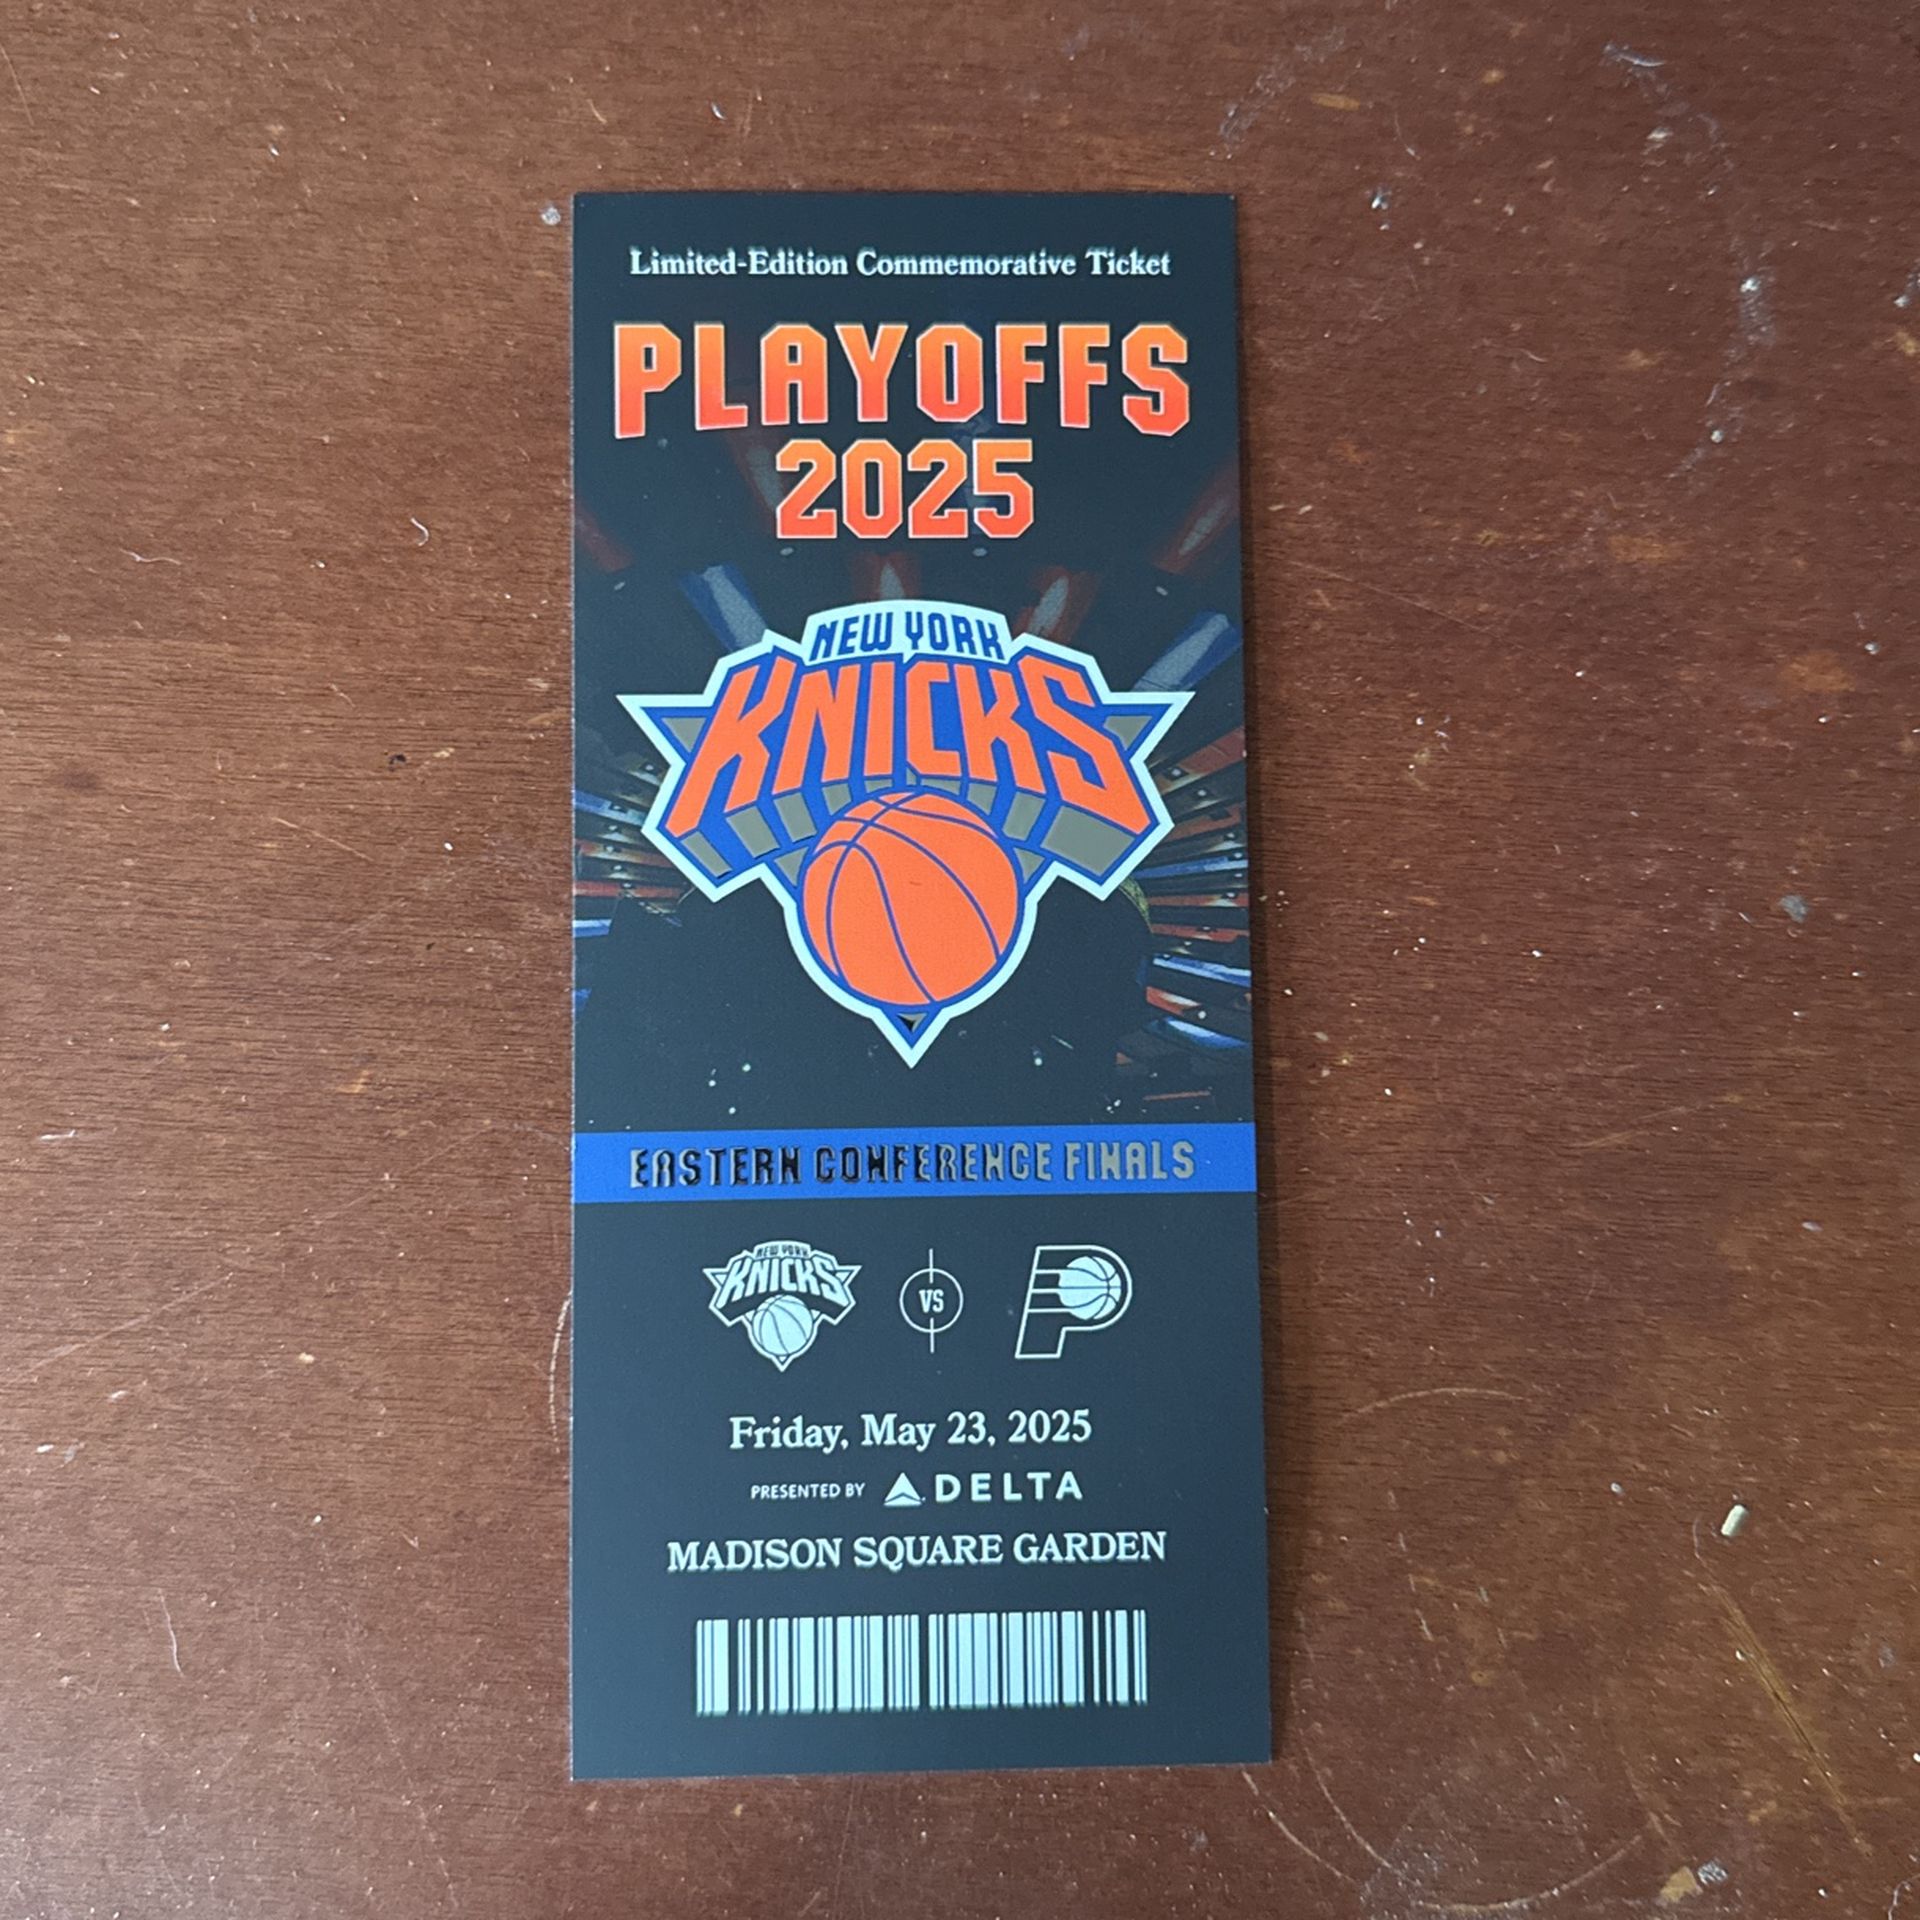 Limited-Edition Commemorative Ticket
PLAYOFFS
2025
NEW YORK
KNICKS
EASTERN CONFERENCE FINALS
NEW YORK
KNICKS
VS
Friday, May 23, 2025
PRESENTED BY DELTA
MADISON SQUARE GARDEN